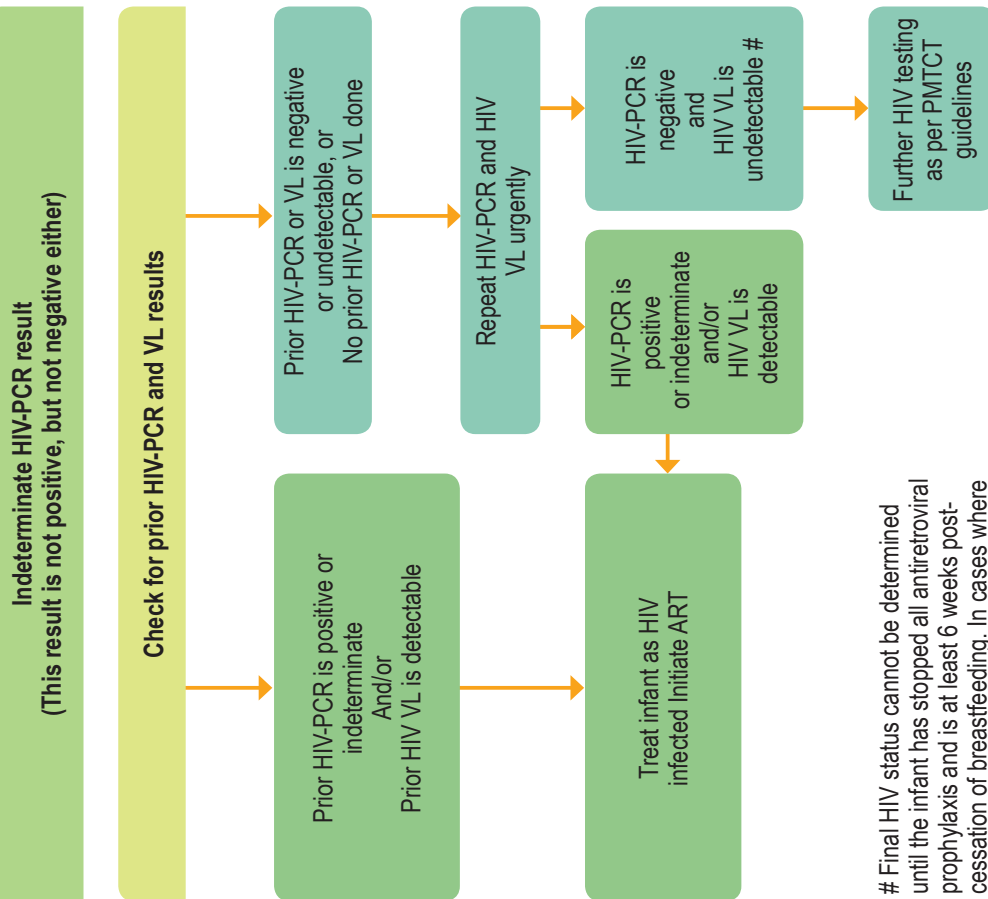 Indeterminate HIV-PCR result
(This result is not positive, but not negative either)
Check for prior HIV-PCR and VL results
Prior HIV-PCR is positive or
indeterminate
And/or
Prior HIV VL is detectable
Prior HIV-PCR or VL is negative
or undetectable, or
No prior HIV-PCR or VL done
Repeat HIV-PCR and HIV
VL urgently
Treat infant as HIV
infected Initiate ART
HIV-PCR is
positive
or indeterminate
and/or
HIV VL is
detectable
HIV-PCR is
negative
and
HIV VL is
undetectable #
Further HIV testing
as per PMTCT
guidelines
# Final HIV status cannot be determined
until the infant has stopped all antiretroviral
prophylaxis and is at least 6 weeks post-
cessation of breastfeeding. In cases where